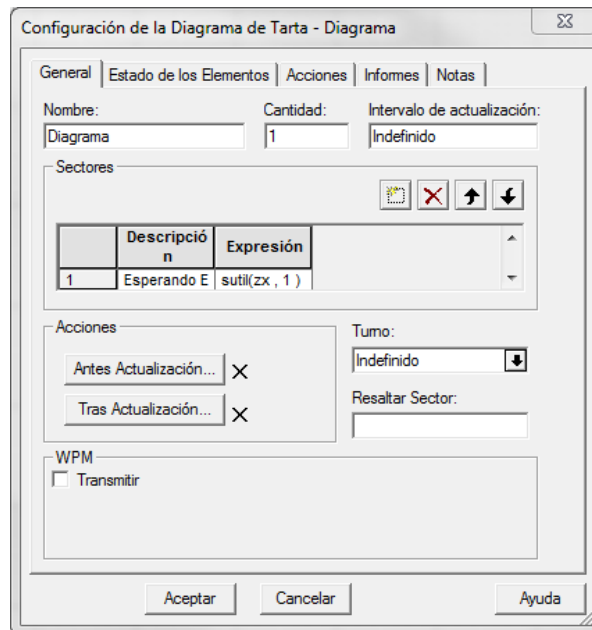 Configuración de la Diagrama de Tarta - Diagrama
General Estado de los Elementos Acciones Informes Notas
Nombre: Cantidad: Intervalo de actualización:
Diagrama 1 Indefinido
Sectores
Descripció
n Expresión
1 Esperando E sutil(zx , 1 )
Acciones Turno:
Antes Actualización... Indefinido
Tras Actualización... Resaltar Sector:
WPM
Transmitir
Aceptar Cancelar Ayuda